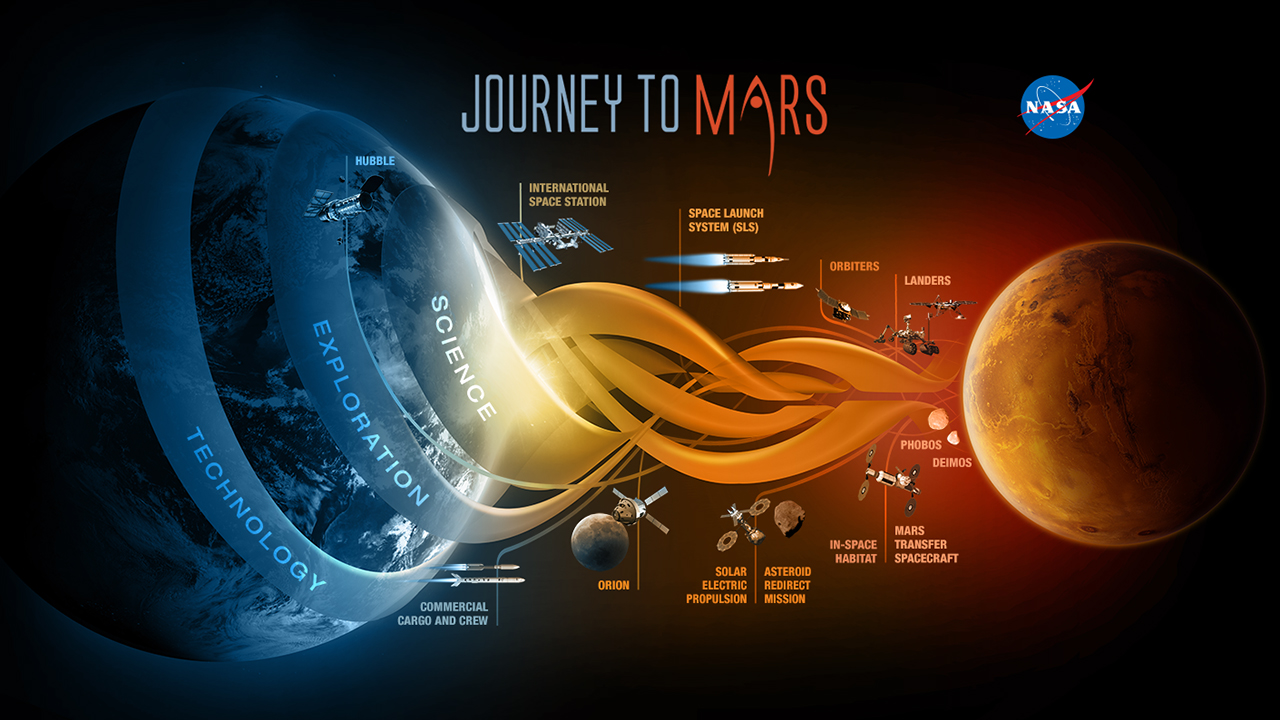 JOURNEY TO MARS
NASA
HUBBLE
INTERNATIONAL
SPACE STATION
SPACE LAUNCH
SYSTEM (SLS)
ORBITERS
LANDERS
SCIENCE
EXPLORATION
TECHNOLOGY
PHOBOS
DEIMOS
COMMERCIAL
CARGO AND CREW
ORION
SOLAR
ELECTRIC
PROPULSION
ASTEROID
REDIRECT
MISSION
IN-SPACE
HABITAT
MARS
TRANSFER
SPACECRAFT